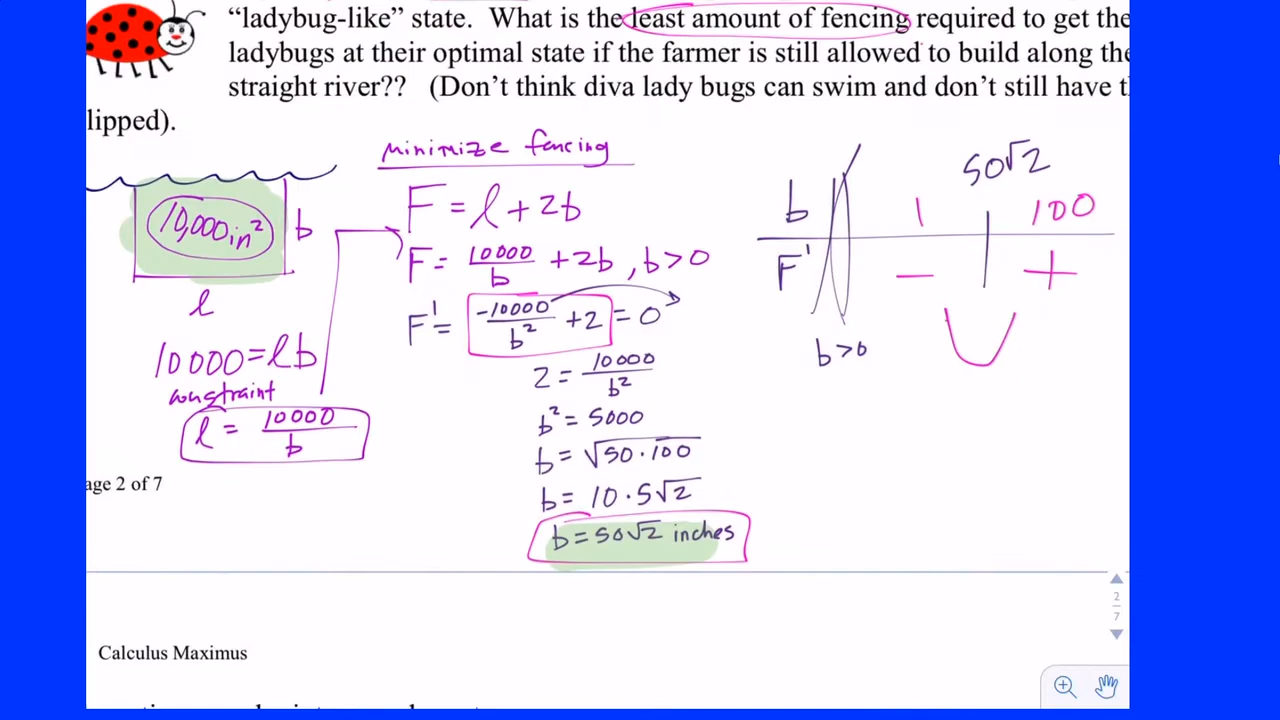 “ladybug-like” state. What is the least amount of fencing required to get the
ladybugs at their optimal state if the farmer is still allowed to build along the
straight river?? (Don’t think diva lady bugs can swim and don’t still have t
lipped).
minimize fencing
10,000in² b
l
10000=lb
constraint
l = 10000/b
F = l + 2b
F = 10000/b + 2b, b>0
F' = -10000/b² + 2 = 0
2 = 10000/b²
b² = 5000
b = √50·100
b = 10·5√2
b = 50√2 inches
50√2
b 1 100
F' − +
b>0
age 2 of 7
2
7
Calculus Maximus